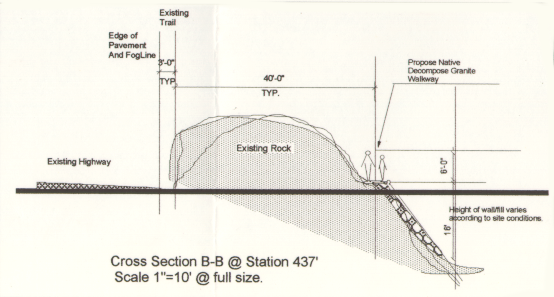 Existing
Trail
Edge of
Pavement
And FogLine
3'-0"
TYP.
40'-0"
TYP.
Propose Native
Decompose Granite
Walkway
Existing Rock
Existing Highway
6'-0"
Height of wall/fill varies
according to site conditions.
16'
Cross Section B-B @ Station 437'
Scale 1"=10' @ full size.